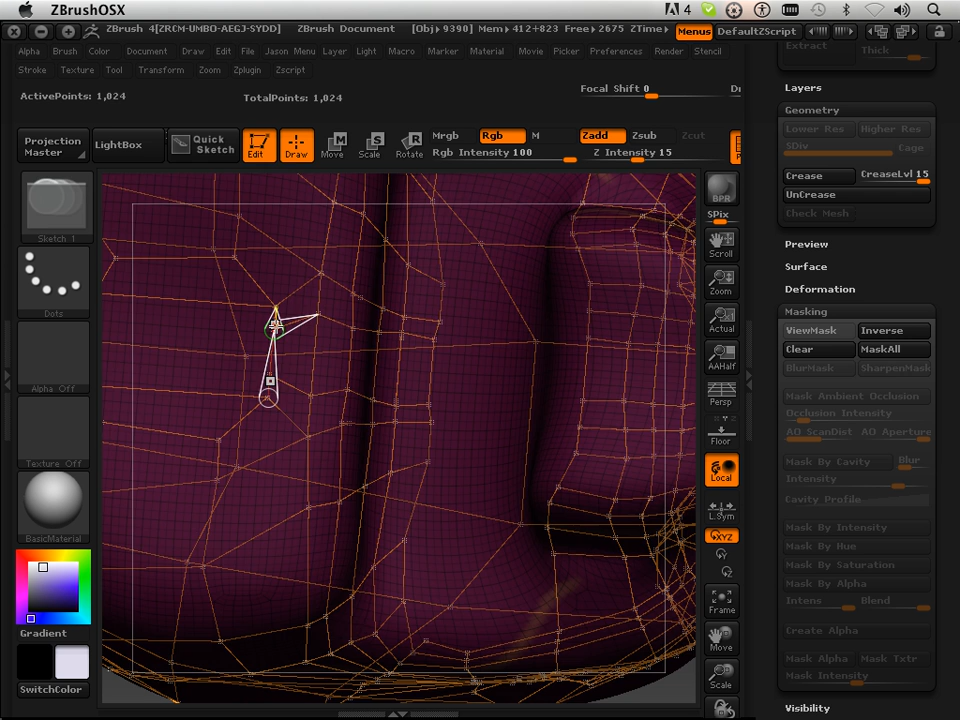 ZBrushOSX
4
ZBrush 4[ZRCM-UMBO-AEGJ-SYDD] ZBrush Document [Obj] 9390] [Mem 412+823 Free 2675 ZTime
Menus DefaultZScript
Alpha Brush Color Document Draw Edit File Jason Menu Layer Light Macro Marker Material Movie Picker Preferences Render Stencil
Stroke Texture Tool Transform Zoom Zplugin Zscript
ActivePoints: 1,024 TotalPoints: 1,024 Focal Shift 0
Projection Master
LightBox
Quick Sketch
Edit Draw Move Scale Rotate
Mrgb Rgb M Zadd Zsub Zcut
Rgb Intensity 100 Z Intensity 15
Sketch 1
Dots
Alpha Off
Texture Off
BasicMaterial
Gradient
SwitchColor
BPR
SPix
Scroll
Zoom
Actual
AAHalf
Persp
Floor
Local
L.Sym
XYZ
Frame
Move
Scale
Extract Thick
Layers
Geometry
Lower Res Higher Res
SDiv Cage
Crease CreaseLvl 15
UnCrease
Check Mesh
Preview
Surface
Deformation
Masking
ViewMask Inverse
Clear MaskAll
BlurMask SharpenMask
Mask Ambient Occlusion
Occlusion Intensity
AO ScanDist AO Aperture
Mask By Cavity Blur
Intensity
Cavity Profile
Mask By Intensity
Mask By Hue
Mask By Saturation
Mask By Alpha
Intens Blend
Create Alpha
Mask Alpha Mask Txtr
Mask Intensity
Visibility